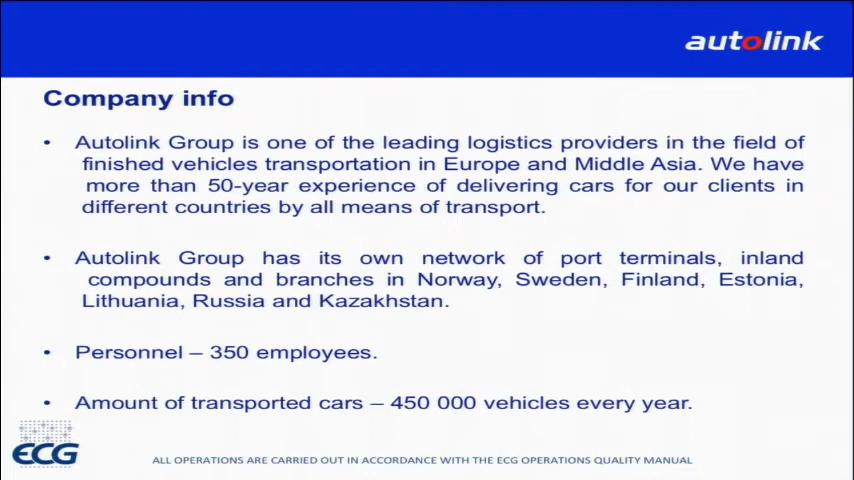 autolink
Company info
• Autolink Group is one of the leading logistics providers in the field of
finished vehicles transportation in Europe and Middle Asia. We have
more than 50-year experience of delivering cars for our clients in
different countries by all means of transport.
• Autolink Group has its own network of port terminals, inland
compounds and branches in Norway, Sweden, Finland, Estonia,
Lithuania, Russia and Kazakhstan.
• Personnel – 350 employees.
• Amount of transported cars – 450 000 vehicles every year.
ECG
ALL OPERATIONS ARE CARRIED OUT IN ACCORDANCE WITH THE ECG OPERATIONS QUALITY MANUAL